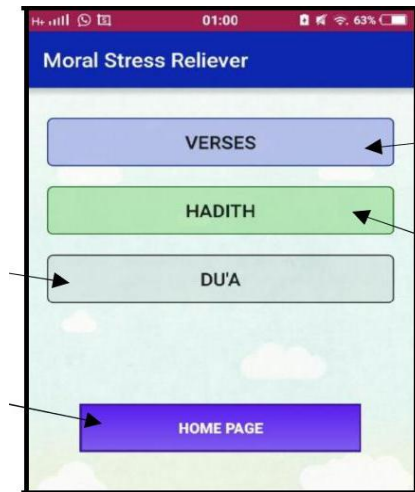 H+ 01:00 63%
Moral Stress Reliever
VERSES
HADITH
DU'A
HOME PAGE